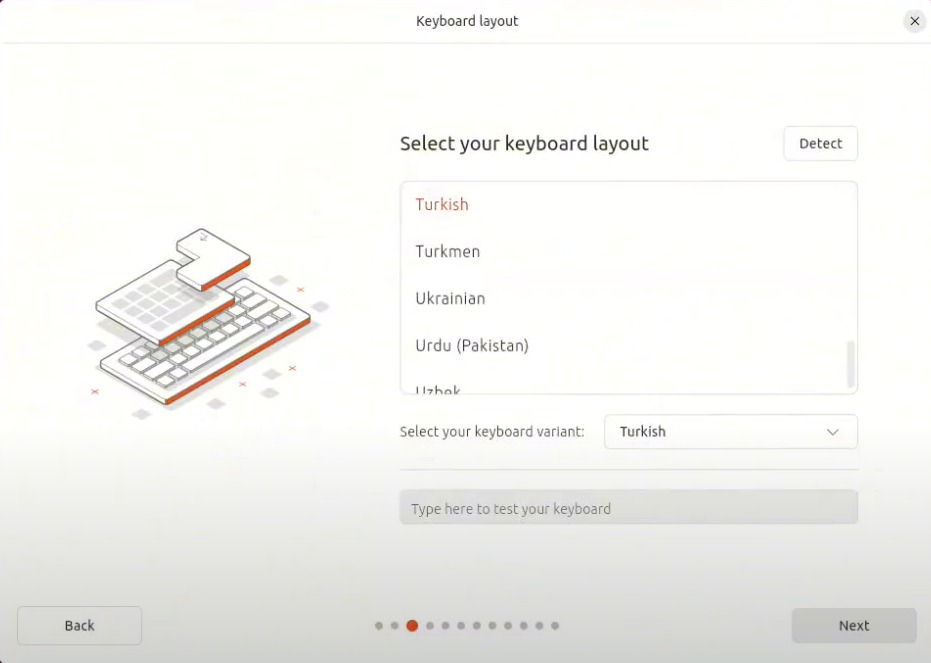 Keyboard layout
Select your keyboard layout
Detect
Turkish
Turkmen
Ukrainian
Urdu (Pakistan)
Uzbek
Select your keyboard variant:
Turkish
Type here to test your keyboard
Back
Next